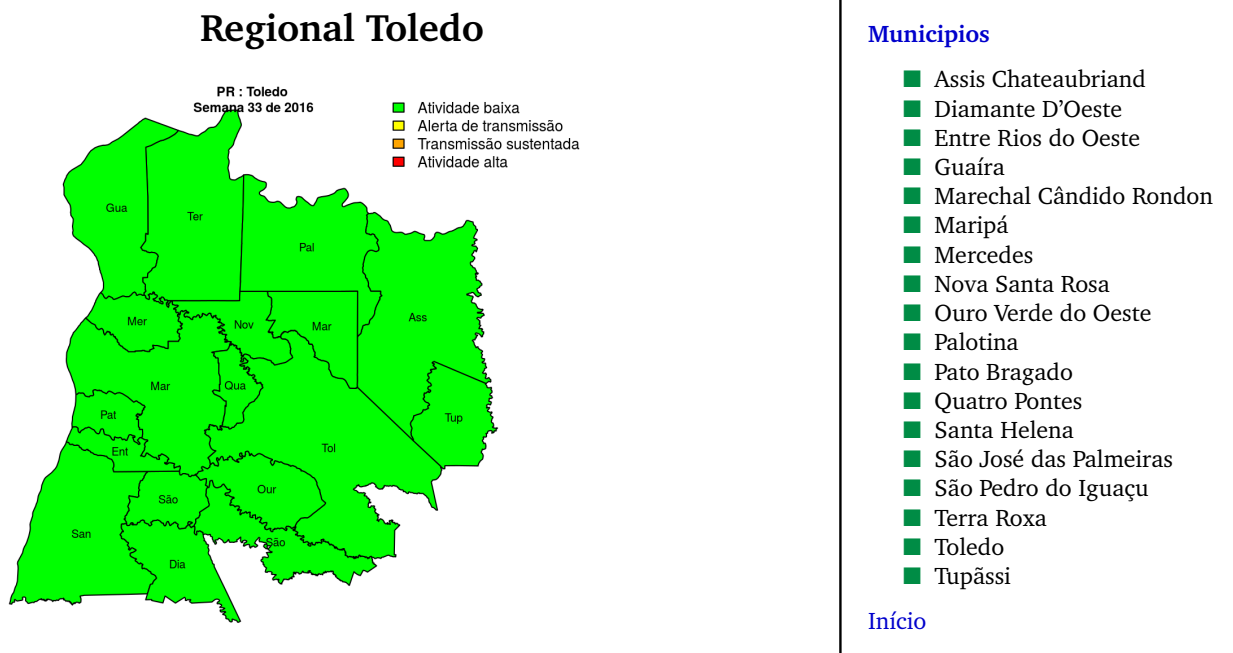 Regional Toledo
PR : Toledo
Semana 33 de 2016
Atividade baixa
Alerta de transmissão
Transmissão sustentada
Atividade alta
Gua
Ter
Pal
Mer
Nov
Mar
Ass
Mar
Qua
Pat
Tup
Ent
Tol
São
Our
San
São
Dia
Municipios
Assis Chateaubriand
Diamante D’Oeste
Entre Rios do Oeste
Guaíra
Marechal Cândido Rondon
Maripá
Mercedes
Nova Santa Rosa
Ouro Verde do Oeste
Palotina
Pato Bragado
Quatro Pontes
Santa Helena
São José das Palmeiras
São Pedro do Iguaçu
Terra Roxa
Toledo
Tupãssi
Início